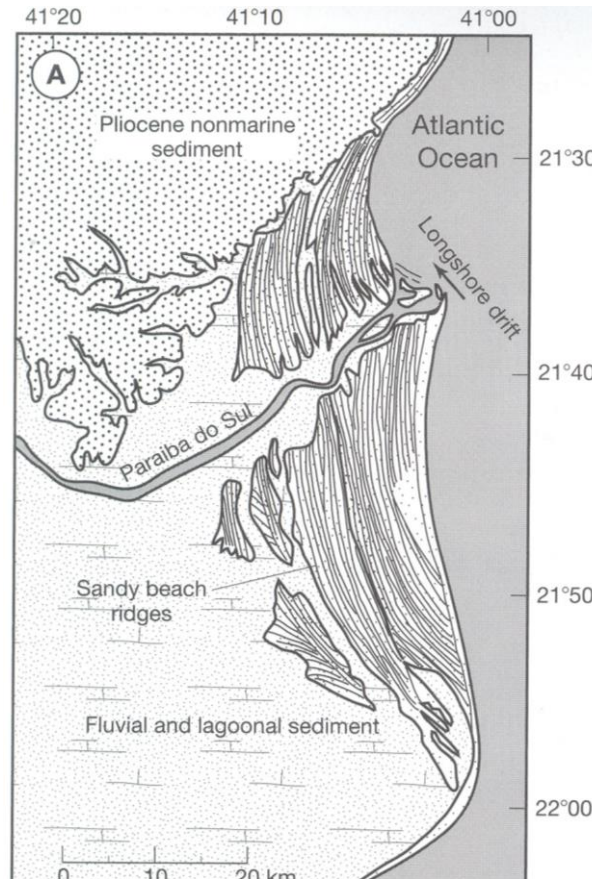 41°20
41°10
41°00
A
Pliocene nonmarine
sediment
Atlantic
Ocean
21°30
Longshore drift
21°40
Paraiba do Sul
Sandy beach
ridges
21°50
Fluvial and lagoonal sediment
22°00
0 10 20 km